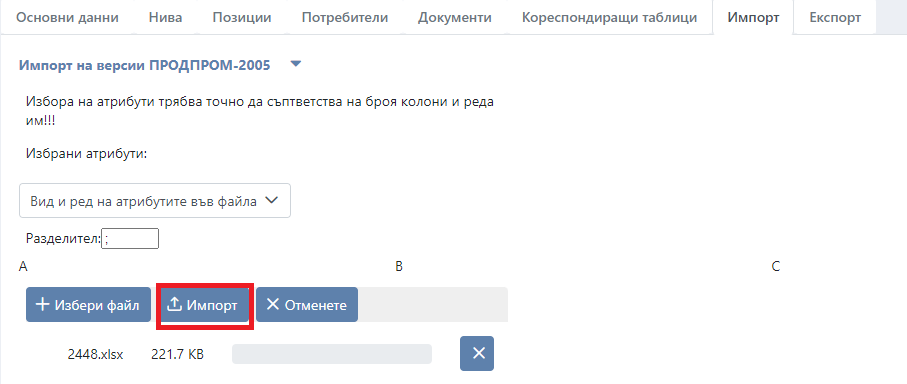 Основни данни Нива Позиции Потребители Документи Кореспондиращи таблици Импорт Експорт
Импорт на версии ПРОДПРОМ-2005
Избора на атрибути трябва точно да съптветства на броя колони и реда
им!!!
Избрани атрибути:
Вид и ред на атрибутите във файла
Разделител: ;
A B C
Избери файл Импорт Отменете
2448.xlsx 221.7 KB